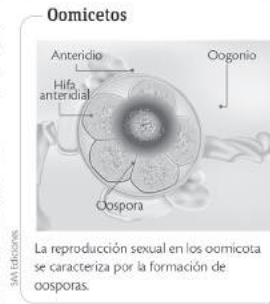 Oomicetos
Anteridio
Oogonio
Hifa
anteridial
Oospora
SM Ediciones
La reproducción sexual en los oomicota
se caracteriza por la formación de
oosporas.